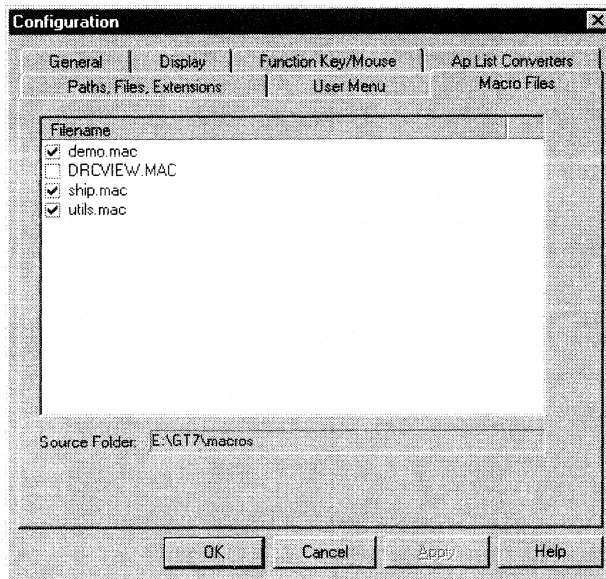 Configuration
General Display Function Key/Mouse Ap List Converters
Paths, Files, Extensions User Menu Macro Files
Filename
demo.mac
DRCVIEW.MAC
ship.mac
utils.mac
Source Folder: E:\GT7\macros
OK Cancel Apply Help